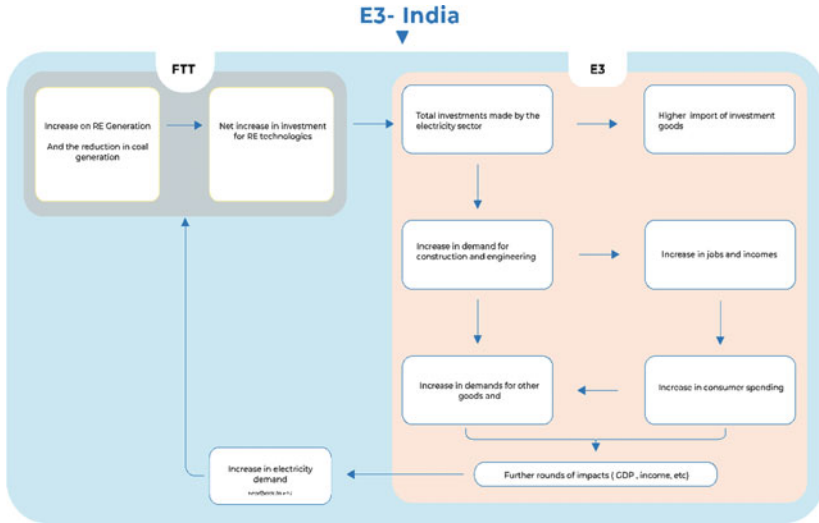 E3- India
FTT
E3
Increase on RE Generation
And the reduction in coal
generation
Net increase in investment
for RE technologies
Total investments made by the
electricity sector
Higher import of investment
goods
Increase in demand for
construction and engineering
Increase in jobs and incomes
Increase in demands for other
goods and
Increase in consumer spending
Increase in electricity
demand
Further rounds of impacts ( GDP , income, etc)